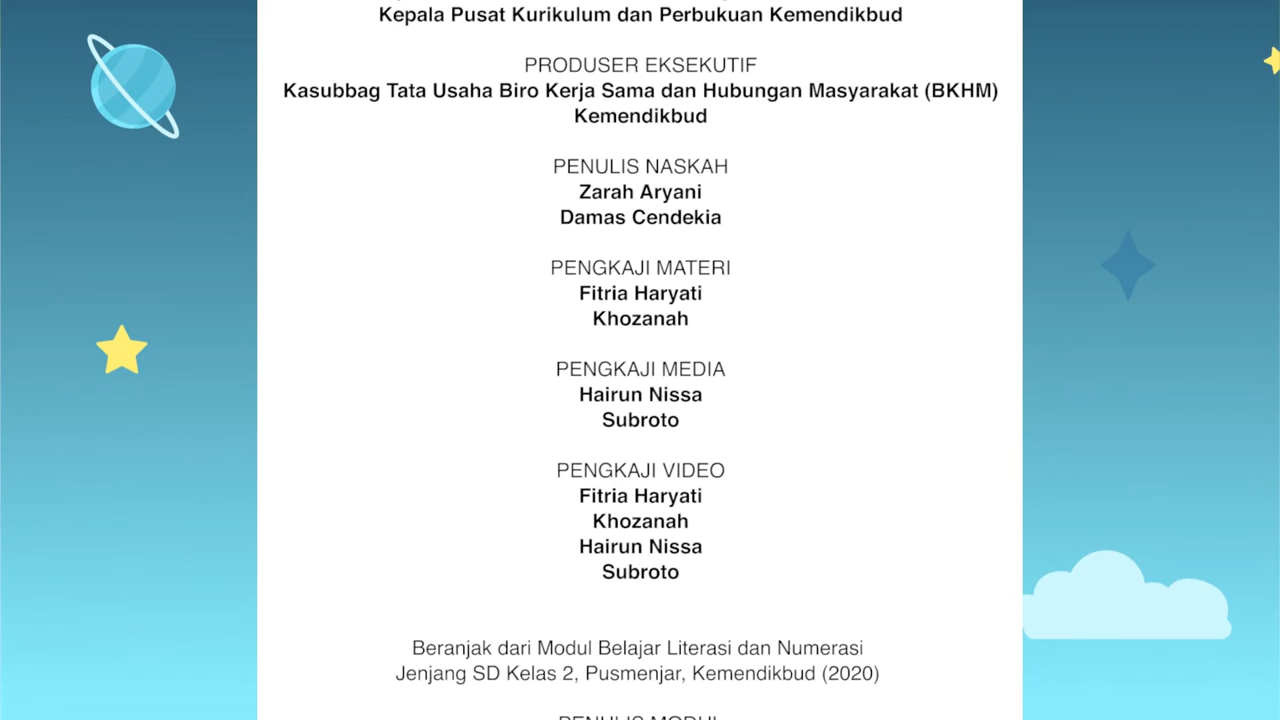 Kepala Pusat Kurikulum dan Perbukuan Kemendikbud
PRODUSER EKSEKUTIF
Kasubbag Tata Usaha Biro Kerja Sama dan Hubungan Masyarakat (BKHM)
Kemendikbud
PENULIS NASKAH
Zarah Aryani
Damas Cendekia
PENGKAJI MATERI
Fitria Haryati
Khozanah
PENGKAJI MEDIA
Hairun Nissa
Subroto
PENGKAJI VIDEO
Fitria Haryati
Khozanah
Hairun Nissa
Subroto
Beranjak dari Modul Belajar Literasi dan Numerasi
Jenjang SD Kelas 2, Pusmenjar, Kemendikbud (2020)
PENULIS MODUL